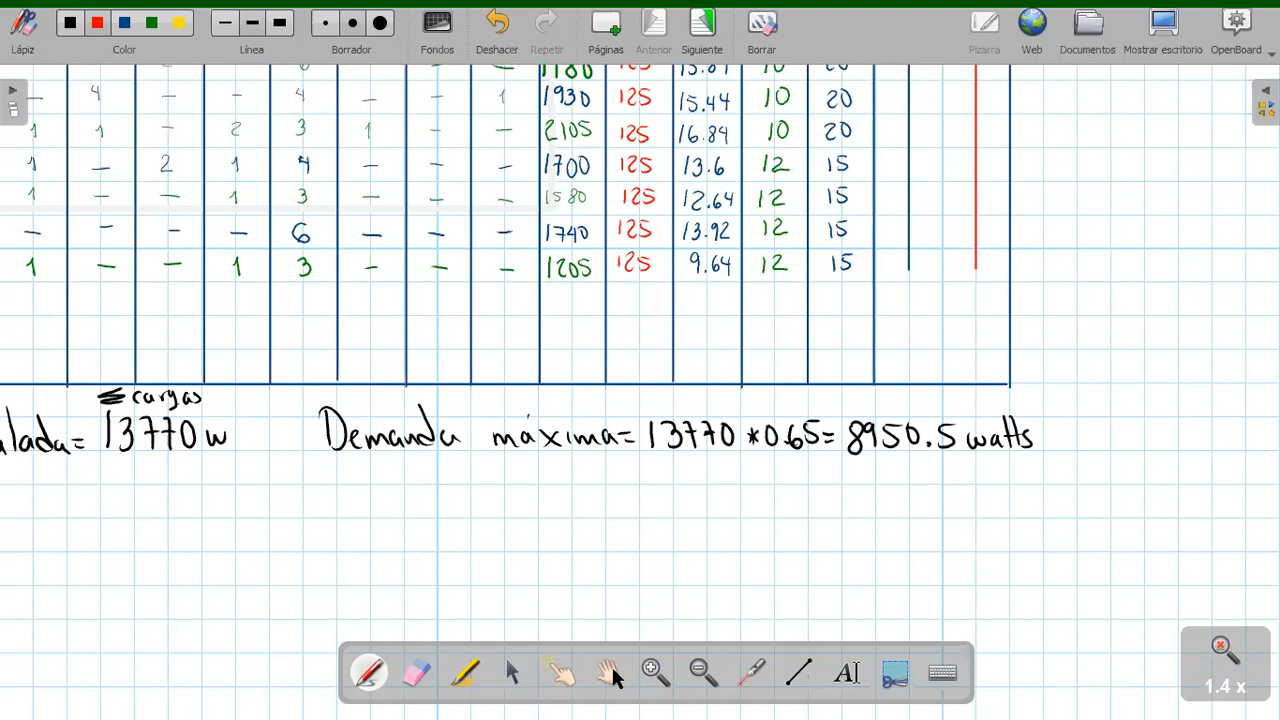 Lápiz Color Línea Borrador Fondos Deshacer Repetir Páginas Anterior Siguiente Borrar Pizarra Web Documentos Mostrar escritorio OpenBoard
– 4 – – 4 – – 1 1930 125 15.44 10 20
1 1 – 2 3 1 – – 2105 125 16.84 10 20
1 – 2 1 4 – – – 1700 125 13.6 12 15
1 – – 1 3 – – – 1580 125 12.64 12 15
– – – – 6 – – – 1740 125 13.92 12 15
1 – – 1 3 – – – 1205 125 9.64 12 15
cargas
alada= 13770 w Demanda máxima= 13770 *0.65= 8950.5 watts
AI
1.4 x